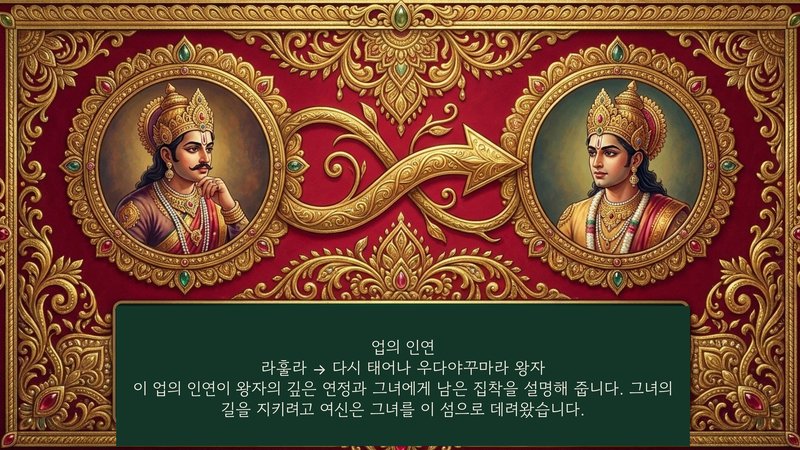 업의 인연
라훌라 → 다시 태어나 우다야꾸마라 왕자
이 업의 인연이 왕자의 깊은 연정과 그녀에게 남은 집착을 설명해 줍니다. 그녀의
길을 지키려고 여신은 그녀를 이 섬으로 데려왔습니다.